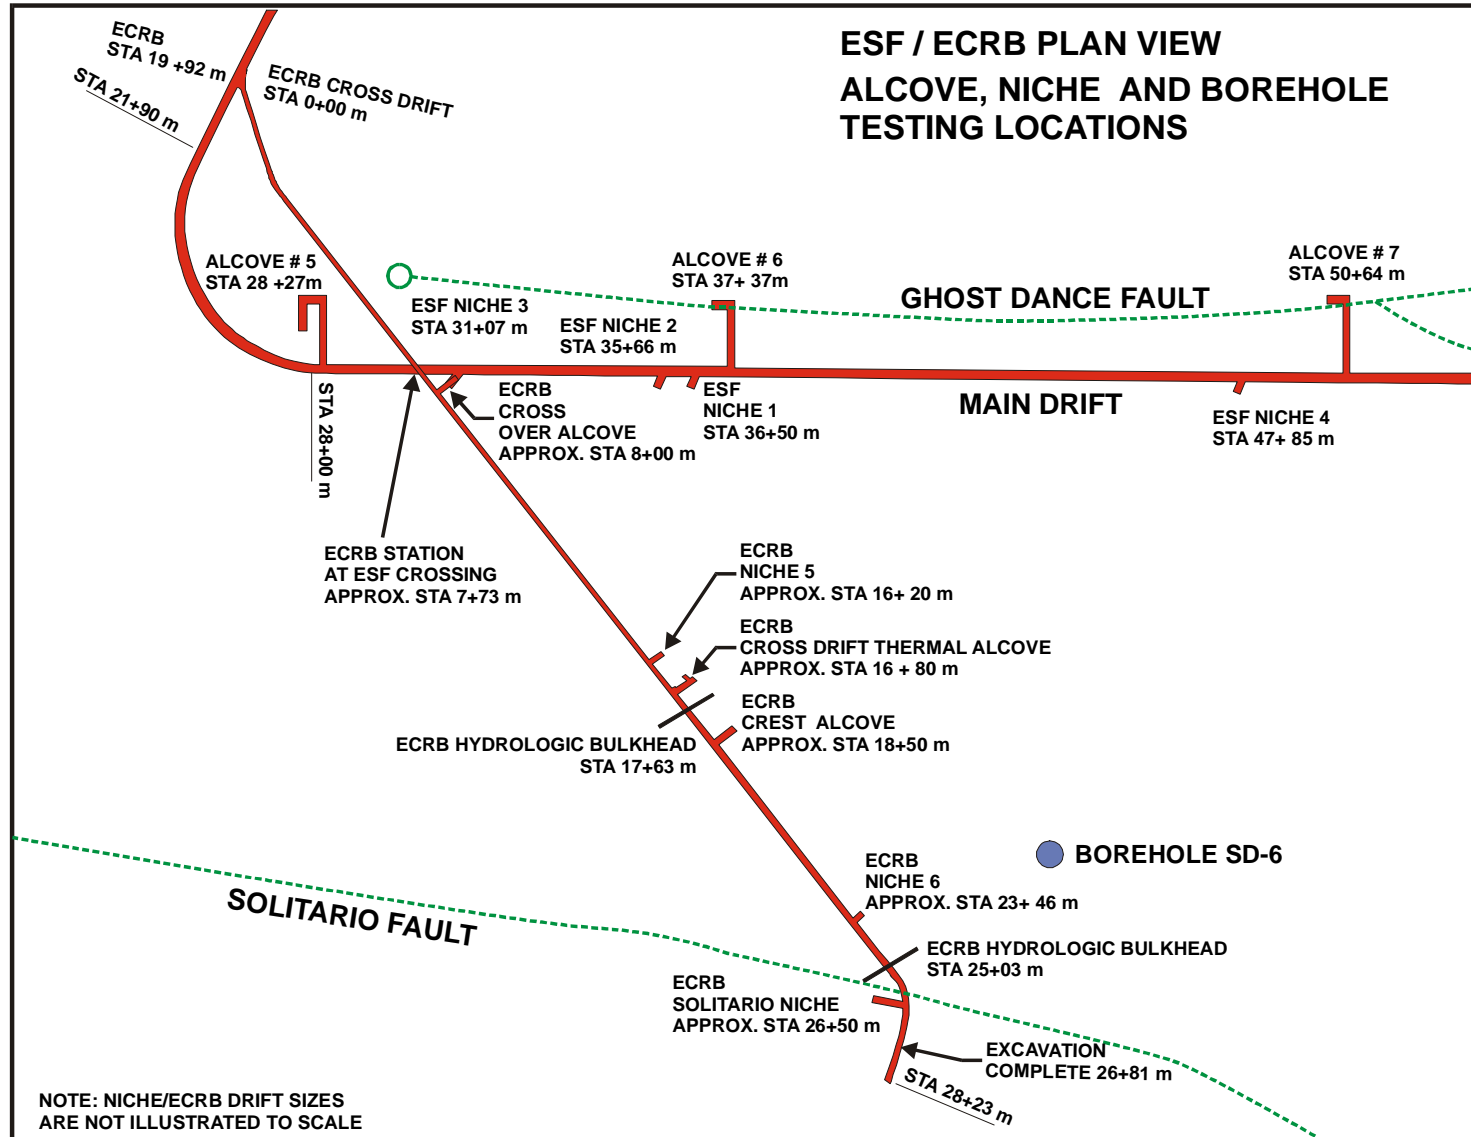 ESF / ECRB PLAN VIEW
ALCOVE, NICHE AND BOREHOLE
TESTING LOCATIONS
ECRB
STA 19 +92 m
STA 21+90 m
ECRB CROSS DRIFT
STA 0+00 m
ALCOVE # 5
STA 28 +27m
ESF NICHE 3
STA 31+07 m
ALCOVE # 6
STA 37+ 37m
ESF NICHE 2
STA 35+66 m
GHOST DANCE FAULT
ALCOVE # 7
STA 50+64 m
STA 28+00 m
ECRB
CROSS
OVER ALCOVE
APPROX. STA 8+00 m
ESF
NICHE 1
STA 36+50 m
MAIN DRIFT
ESF NICHE 4
STA 47+ 85 m
ECRB STATION
AT ESF CROSSING
APPROX. STA 7+73 m
ECRB
NICHE 5
APPROX. STA 16+ 20 m
ECRB
CROSS DRIFT THERMAL ALCOVE
APPROX. STA 16 + 80 m
ECRB
CREST ALCOVE
APPROX. STA 18+50 m
ECRB HYDROLOGIC BULKHEAD
STA 17+63 m
BOREHOLE SD-6
ECRB
NICHE 6
APPROX. STA 23+ 46 m
SOLITARIO FAULT
ECRB HYDROLOGIC BULKHEAD
STA 25+03 m
ECRB
SOLITARIO NICHE
APPROX. STA 26+50 m
EXCAVATION
COMPLETE 26+81 m
STA 28+23 m
NOTE: NICHE/ECRB DRIFT SIZES
ARE NOT ILLUSTRATED TO SCALE